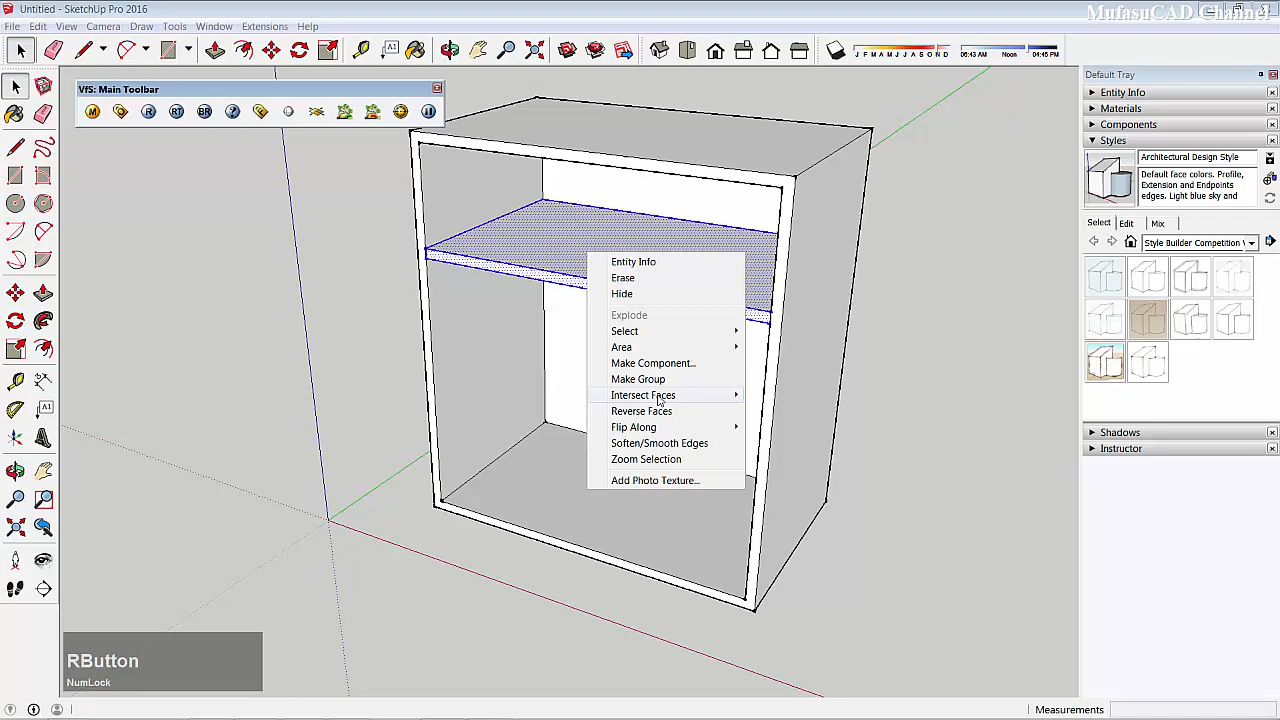 Untitled - SketchUp Pro 2016
MufasuCAD Channel
File Edit View Camera Draw Tools Window Extensions Help
A1
J F M A M J J A S O N D
06:43 AM Noon 04:45 PM
VfS: Main Toolbar
M R RT BR ?
Default Tray
Entity Info
Materials
Components
Styles
Architectural Design Style
Default face colors. Profile,
Extension and Endpoints
edges. Light blue sky and
Select Edit Mix
Style Builder Competition
Shadows
Instructor
Entity Info
Erase
Hide
Explode
Select
Area
Make Component...
Make Group
Intersect Faces
Reverse Faces
Flip Along
Soften/Smooth Edges
Zoom Selection
Add Photo Texture...
A1
RButton
NumLock
Measurements